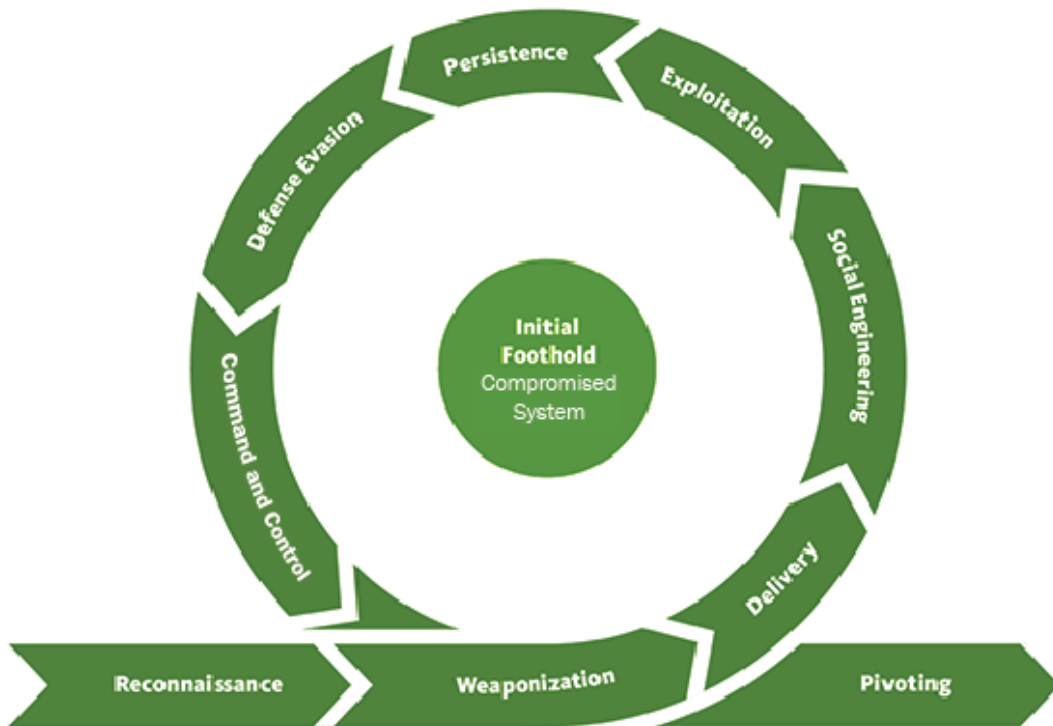 Persistence
Exploitation
Defense Evasion
Social Engineering
Initial
Foothold
Compromised
System
Command and Control
Delivery
Reconnaissance
Weaponization
Pivoting